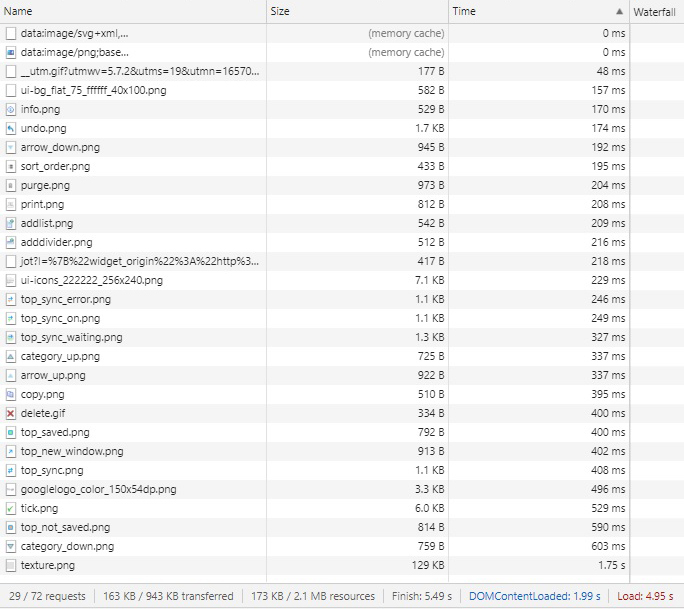 Name Size Time Waterfall
data:image/svg+xml,... (memory cache) 0 ms
data:image/png;base... (memory cache) 0 ms
__utm.gif?utmwv=5.7.2&utms=19&utmn=16570... 177 B 48 ms
ui-bg_flat_75_ffffff_40x100.png 582 B 157 ms
info.png 529 B 170 ms
undo.png 1.7 KB 174 ms
arrow_down.png 945 B 192 ms
sort_order.png 433 B 195 ms
purge.png 973 B 204 ms
print.png 812 B 208 ms
addlist.png 542 B 209 ms
adddivider.png 512 B 216 ms
jot?l=%7B%22widget_origin%22%3A%22http%3... 417 B 218 ms
ui-icons_222222_256x240.png 7.1 KB 229 ms
top_sync_error.png 1.1 KB 246 ms
top_sync_on.png 1.1 KB 249 ms
top_sync_waiting.png 1.3 KB 327 ms
category_up.png 725 B 337 ms
arrow_up.png 922 B 337 ms
copy.png 510 B 395 ms
delete.gif 334 B 400 ms
top_saved.png 792 B 400 ms
top_new_window.png 913 B 402 ms
top_sync.png 1.1 KB 408 ms
googlelogo_color_150x54dp.png 3.3 KB 496 ms
tick.png 6.0 KB 529 ms
top_not_saved.png 814 B 590 ms
category_down.png 759 B 603 ms
texture.png 129 KB 1.75 s
29 / 72 requests 163 KB / 943 KB transferred 173 KB / 2.1 MB resources Finish: 5.49 s DOMContentLoaded: 1.99 s Load: 4.95 s